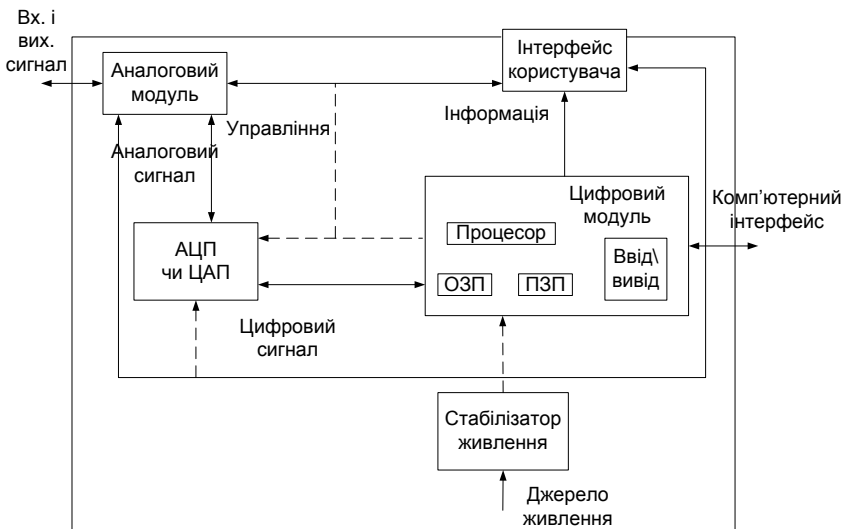 Вх. і
вих.
сигнал
Аналоговий
модуль
Інтерфейс
користувача
Управління
Інформація
Аналоговий
сигнал
Цифровий
модуль
Комп’ютерний
інтерфейс
Процесор
АЦП
чи ЦАП
Ввід\
вивід
ОЗП
ПЗП
Цифровий
сигнал
Стабілізатор
живлення
Джерело
живлення